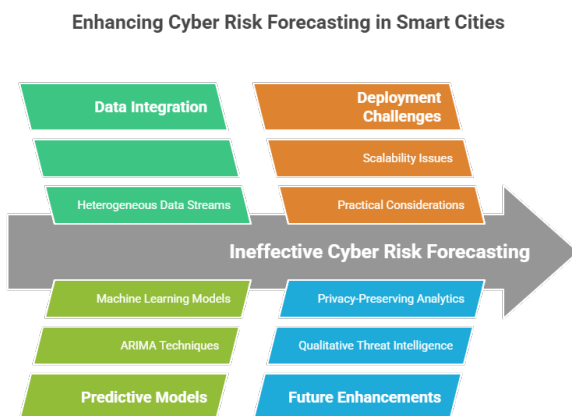 Enhancing Cyber Risk Forecasting in Smart Cities
Data Integration
Deployment
Challenges
Scalability Issues
Heterogeneous Data Streams
Practical Considerations
Ineffective Cyber Risk Forecasting
Machine Learning Models
Privacy-Preserving Analytics
ARIMA Techniques
Qualitative Threat Intelligence
Predictive Models
Future Enhancements